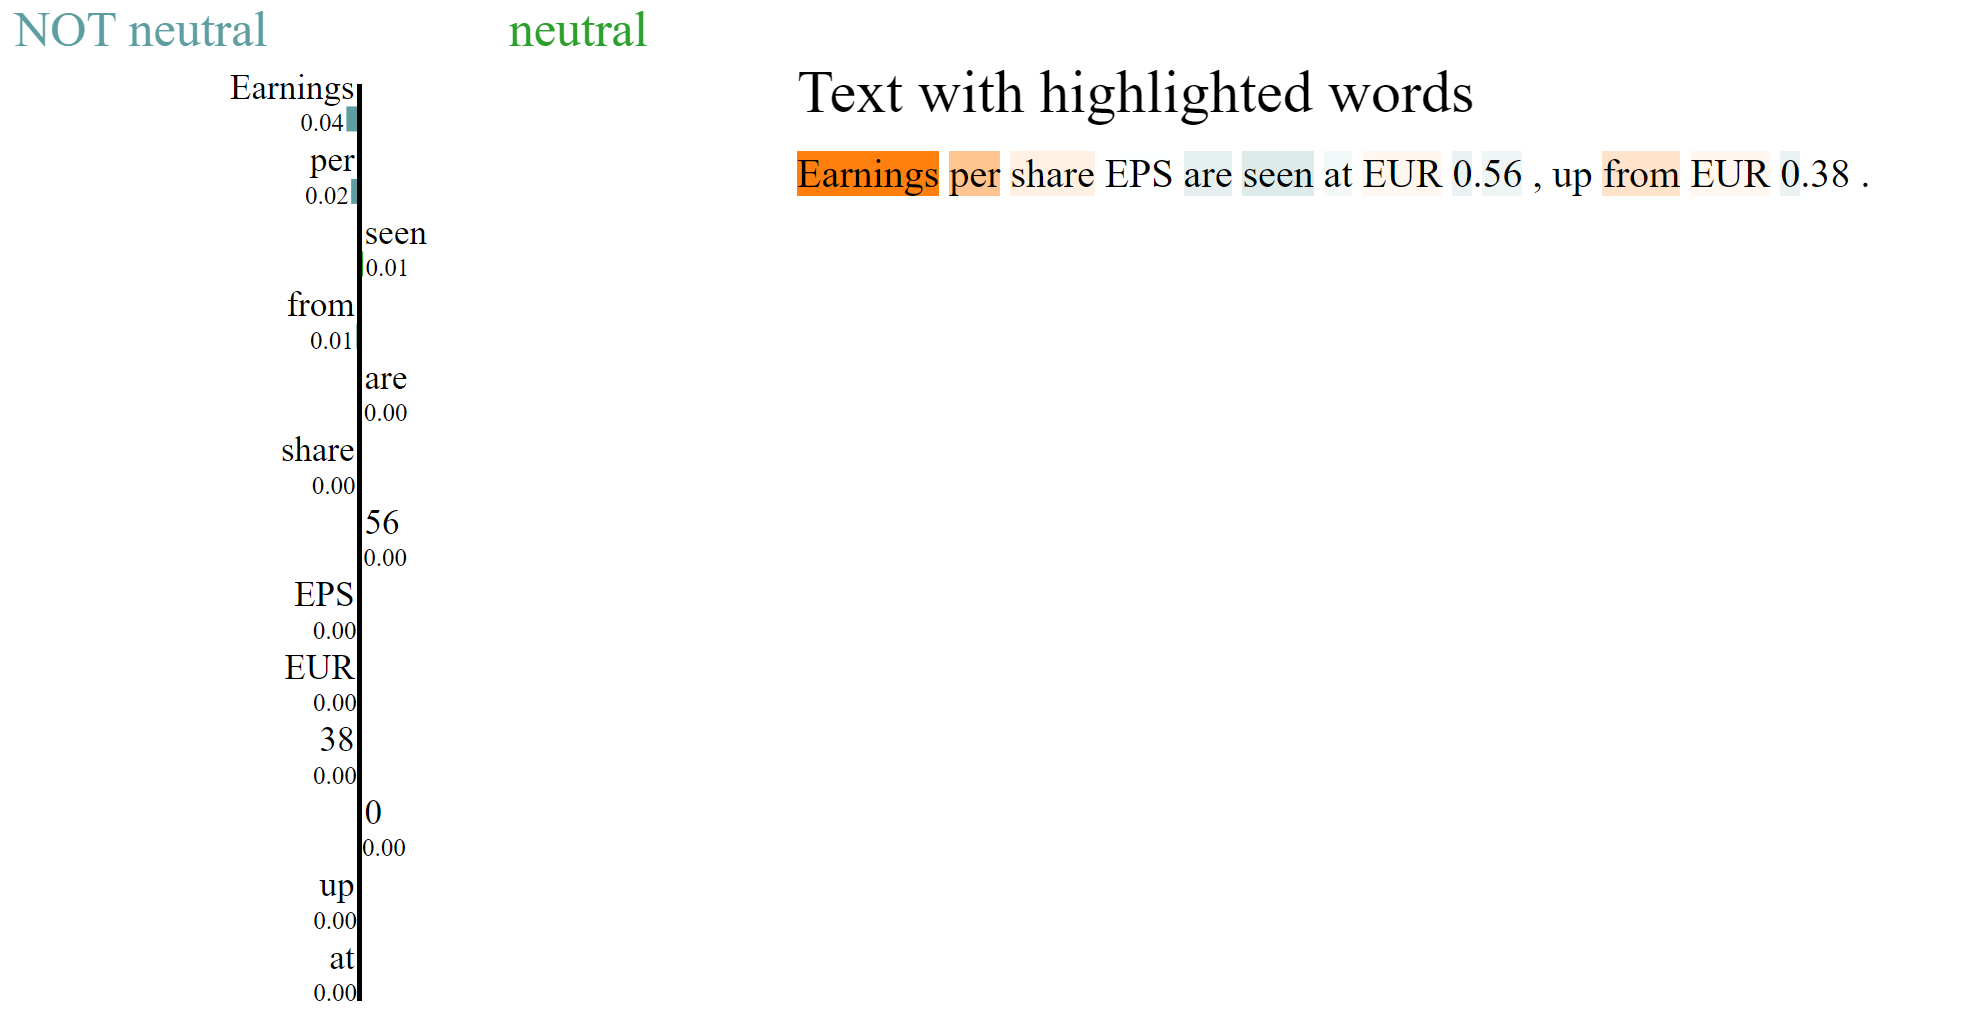 NOT neutral
neutral
Earnings
0.04
per
0.02
seen
0.01
from
0.01
are
0.00
share
0.00
56
0.00
EPS
0.00
EUR
0.00
38
0.00
0
0.00
up
0.00
at
0.00
Text with highlighted words
Earnings per share EPS are seen at EUR 0.56 , up from EUR 0.38 .